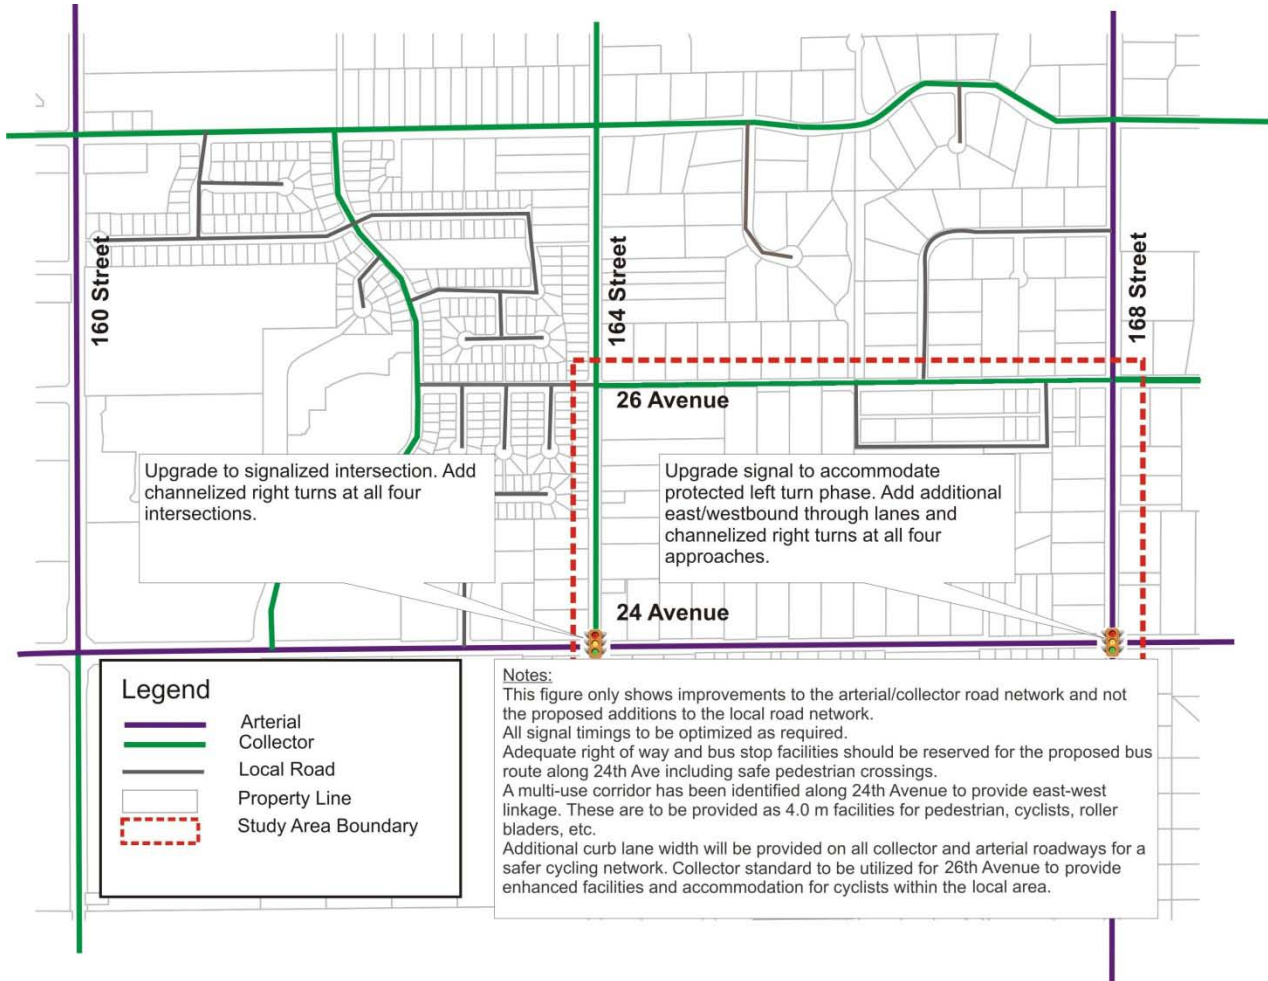 160 Street
164 Street
168 Street
26 Avenue
Upgrade to signalized intersection. Add
channelized right turns at all four
intersections.
Upgrade signal to accommodate
protected left turn phase. Add additional
east/westbound through lanes and
channelized right turns at all four
approaches.
24 Avenue
Legend
Arterial
Collector
Local Road
Property Line
Study Area Boundary
Notes:
This figure only shows improvements to the arterial/collector road network and not
the proposed additions to the local road network.
All signal timings to be optimized as required.
Adequate right of way and bus stop facilities should be reserved for the proposed bus
route along 24th Ave including safe pedestrian crossings.
A multi-use corridor has been identified along 24th Avenue to provide east-west
linkage. These are to be provided as 4.0 m facilities for pedestrian, cyclists, roller
bladers, etc.
Additional curb lane width will be provided on all collector and arterial roadways for a
safer cycling network. Collector standard to be utilized for 26th Avenue to provide
enhanced facilities and accommodation for cyclists within the local area.